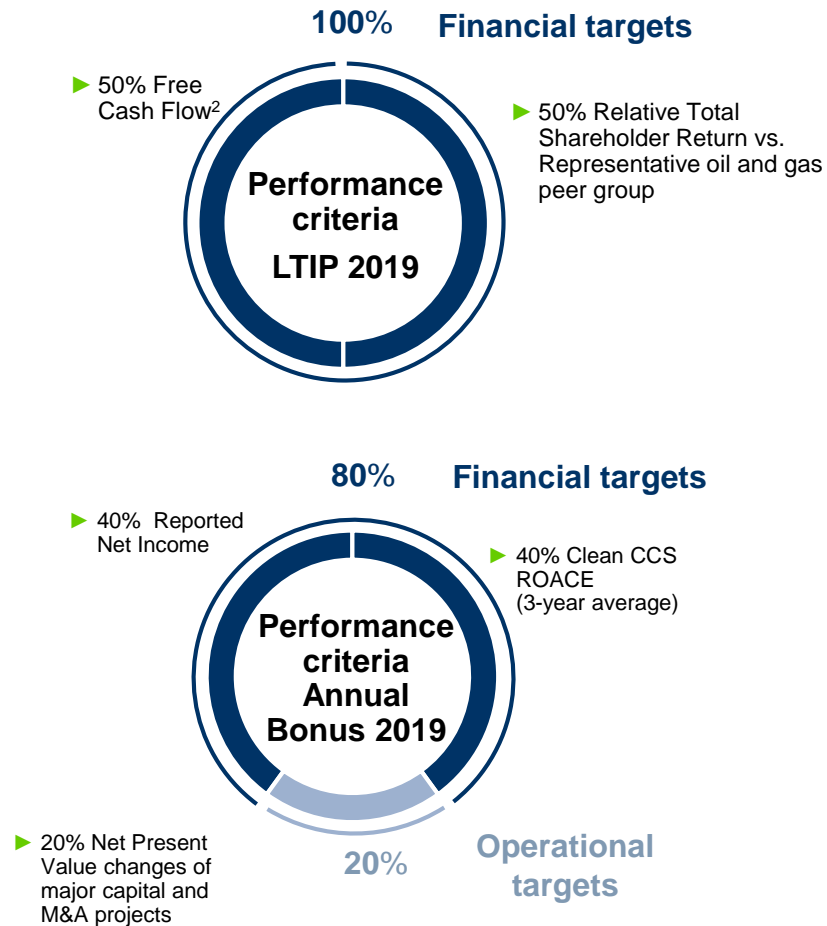 100% Financial targets
► 50% Free
Cash Flow²
► 50% Relative Total
Shareholder Return vs.
Representative oil and gas
peer group
Performance
criteria
LTIP 2019
80% Financial targets
► 40% Reported
Net Income
► 40% Clean CCS
ROACE
(3-year average)
Performance
criteria
Annual
Bonus 2019
► 20% Net Present
Value changes of
major capital and
M&A projects
20%
Operational
targets